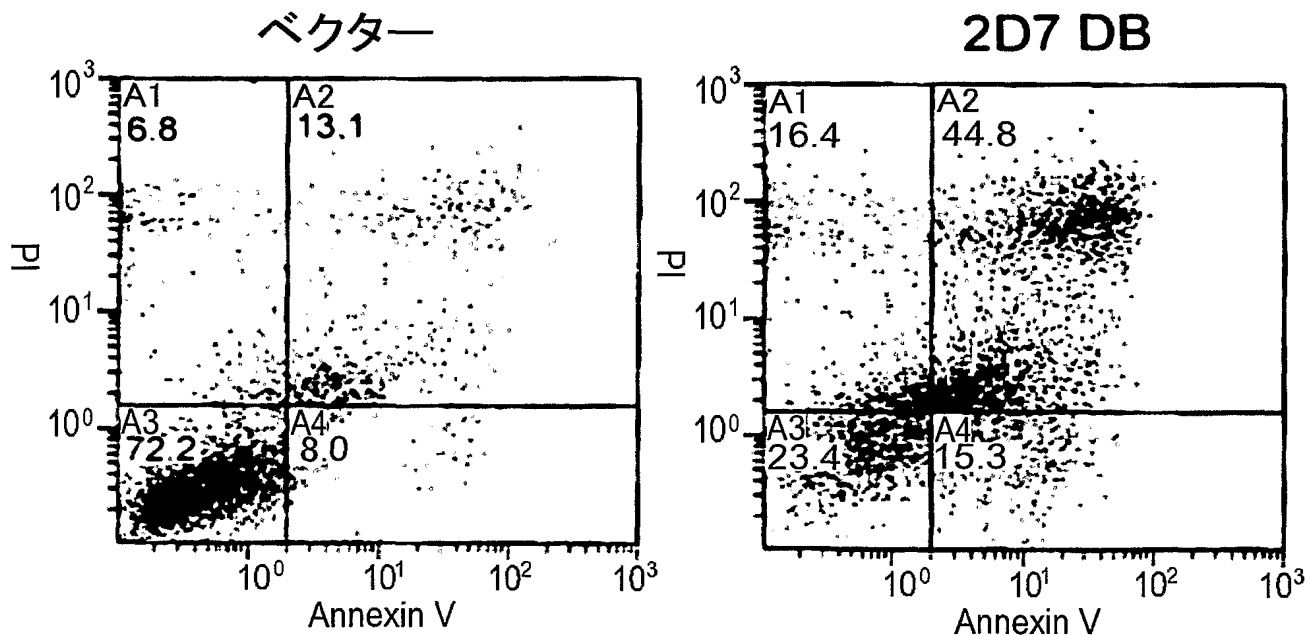 ベクター
10³
A1
6.8
A2
13.1
10²
PI
10¹
10⁰
A3
72.2
A4
8.0
10⁰ 10¹ 10² 10³
Annexin V
2D7 DB
10³
A1
16.4
A2
44.8
10²
PI
10¹
10⁰
A3
23.4
A4
15.3
10⁰ 10¹ 10² 10³
Annexin V